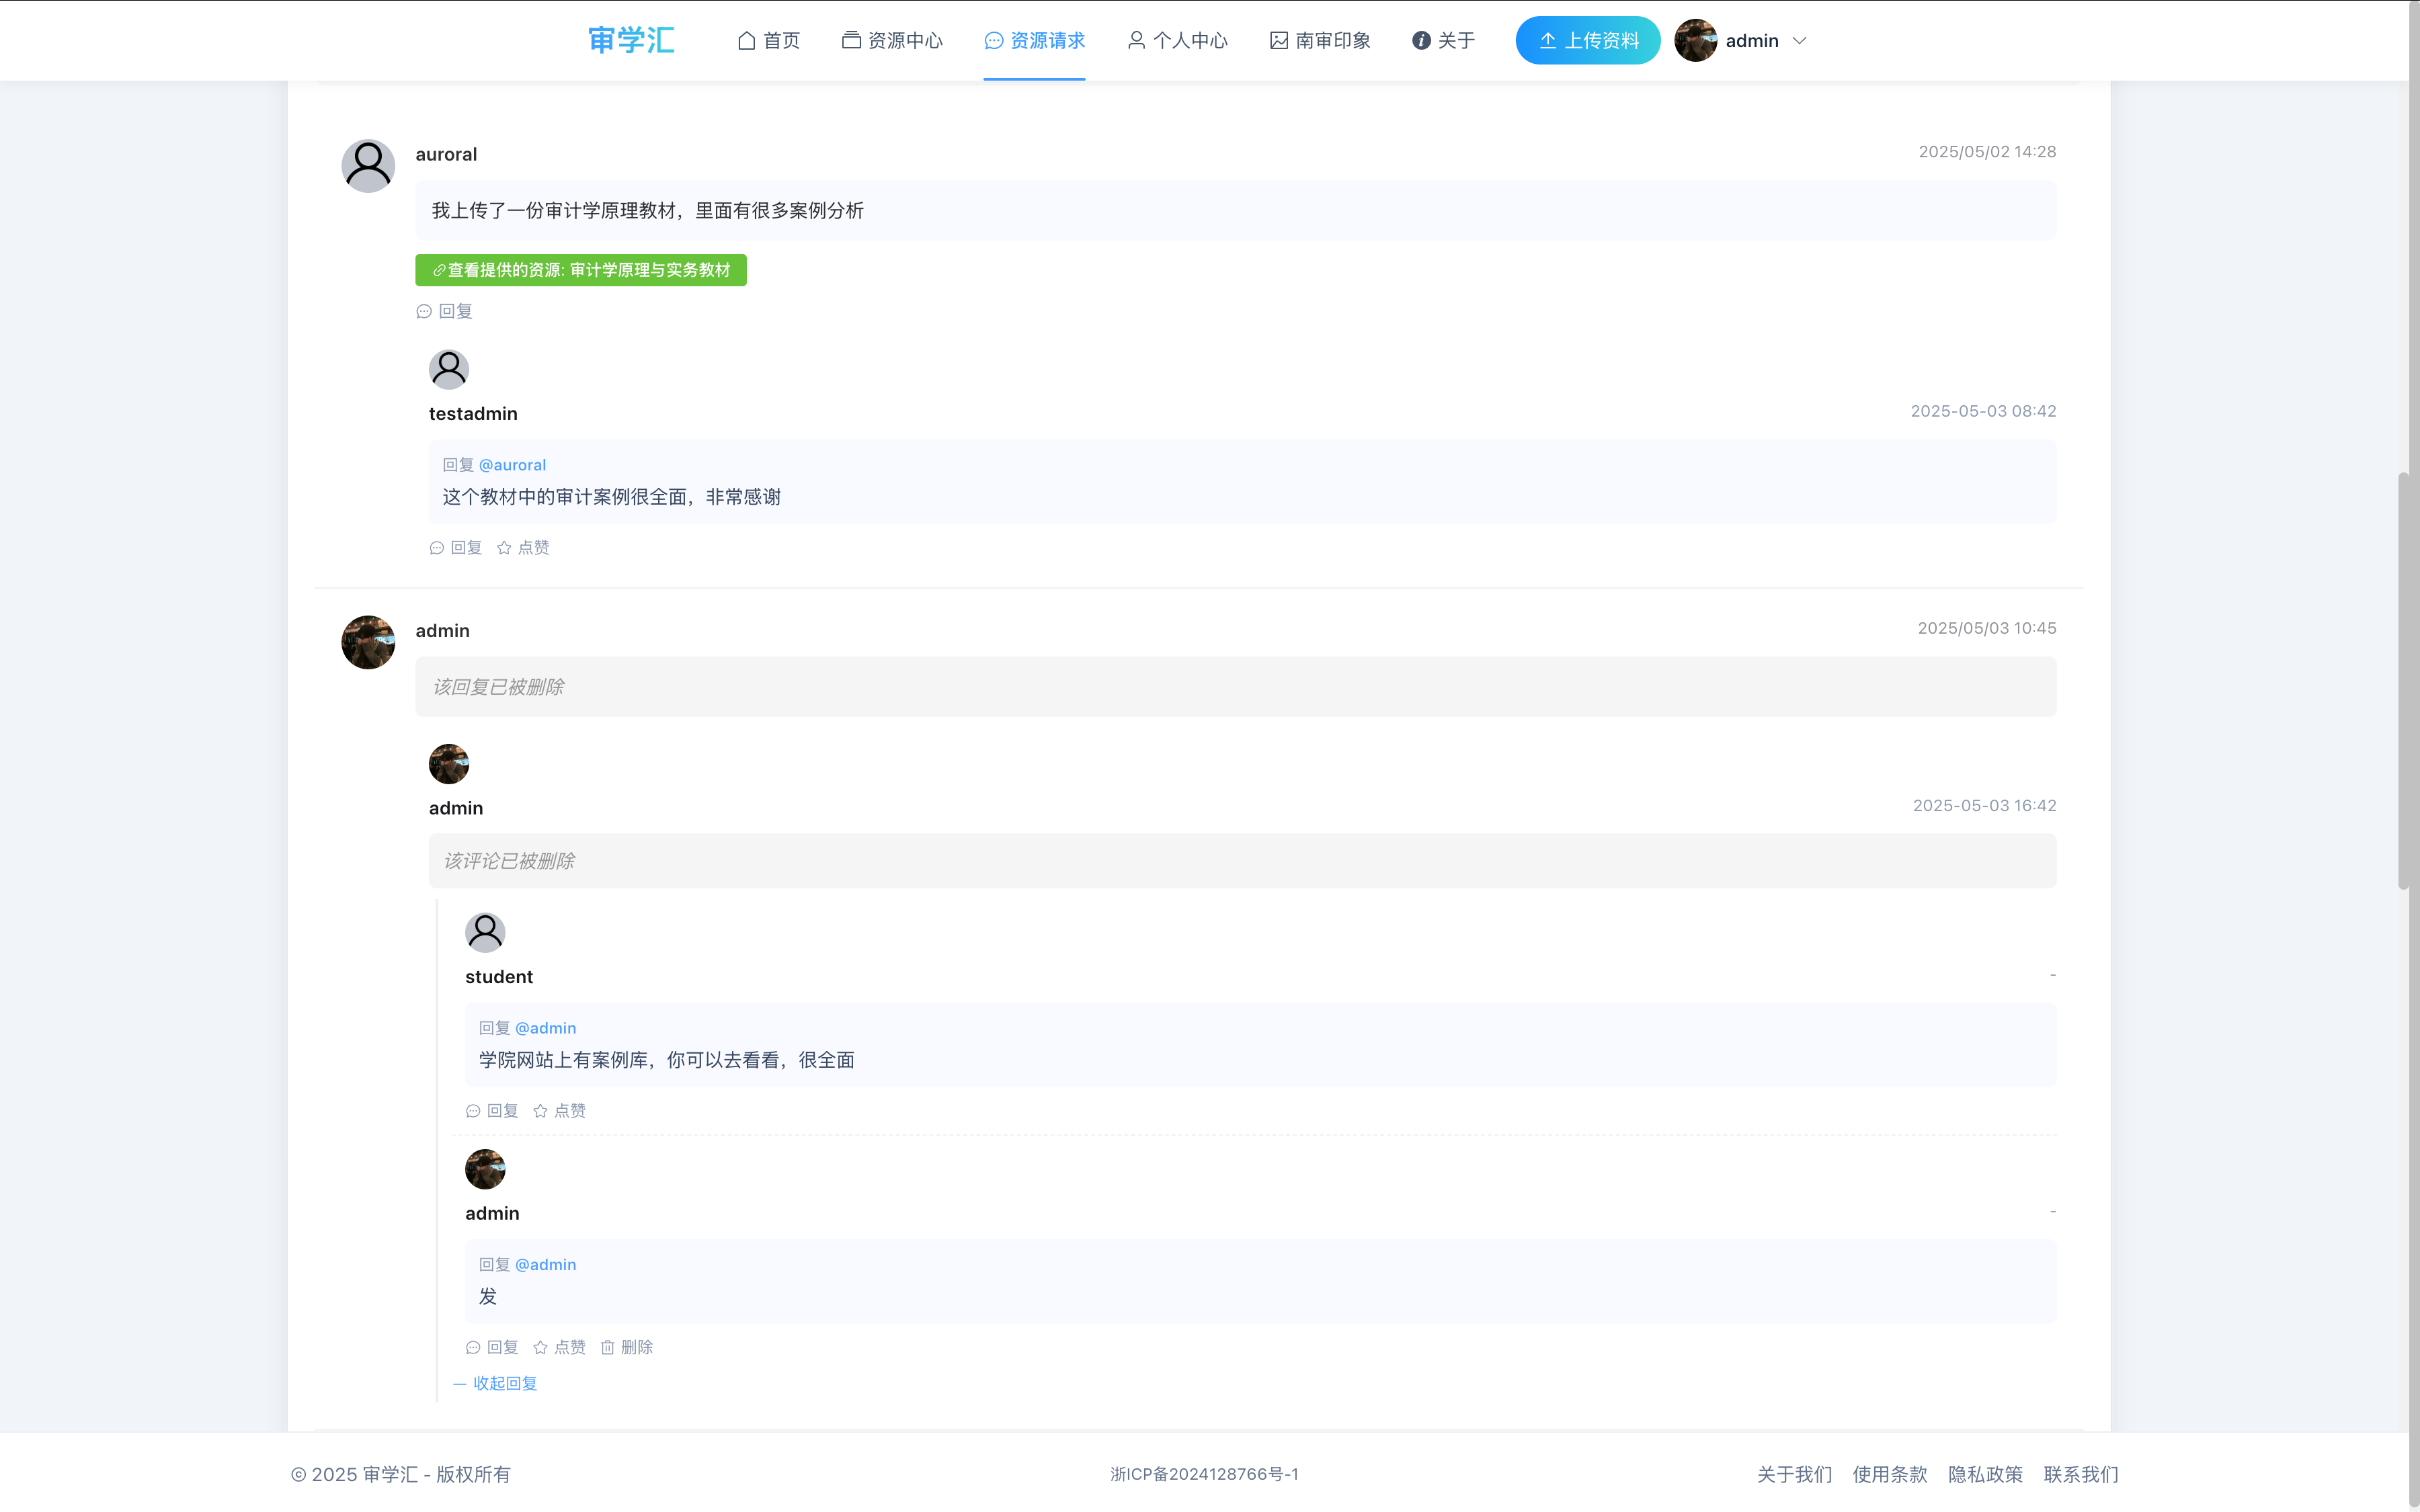 审学汇
首页
资源中心
资源请求
个人中心
南审印象
关于
上传资料
admin
auroral
2025/05/02 14:28
我上传了一份审计学原理教材，里面有很多案例分析
查看提供的资源: 审计学原理与实务教材
回复
testadmin
2025-05-03 08:42
回复 @auroral
这个教材中的审计案例很全面，非常感谢
回复 点赞
admin
2025/05/03 10:45
该回复已被删除
admin
2025-05-03 16:42
该评论已被删除
student
-
回复 @admin
学院网站上有案例库，你可以去看看，很全面
回复 点赞
admin
-
回复 @admin
发
回复 点赞 删除
收起回复
© 2025 审学汇 - 版权所有
浙ICP备2024128766号-1
关于我们 使用条款 隐私政策 联系我们